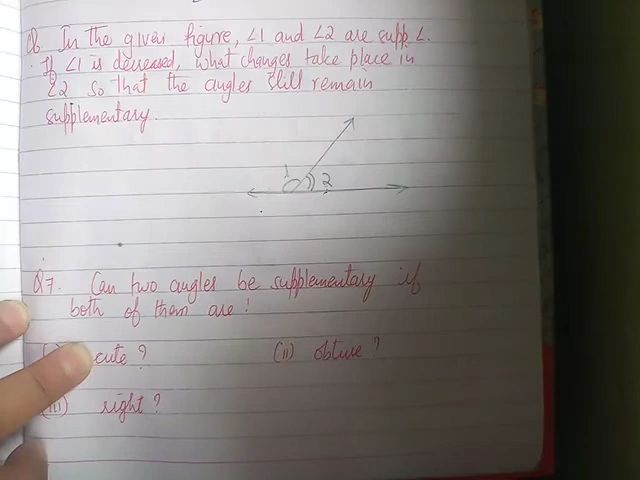 Q6 In the given figure, ∠1 and ∠2 are supp ∠.
If ∠1 is decreased, what changes take place in
∠2 so that the angles still remain
supplementary.
1
2
Q7. Can two angles be supplementary if
both of them are!
cute? (ii) obtuse?
(iii) right?